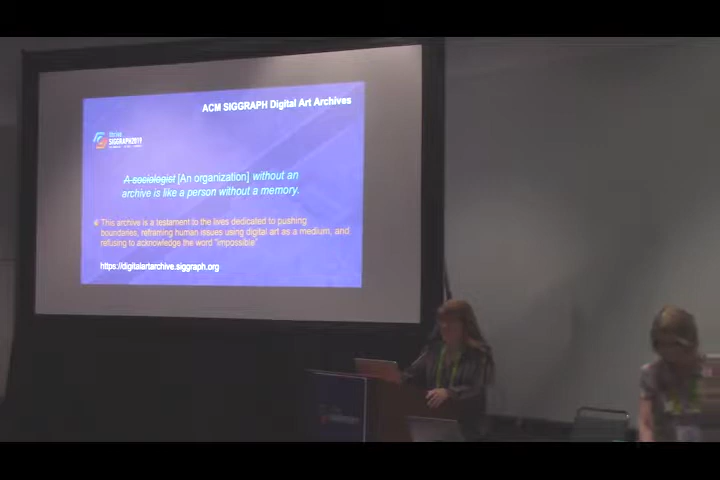 ACM SIGGRAPH Digital Art Archives
SIGGRAPH2019
A sociologist [An organization] without an
archive is like a person without a memory.
This archive is a testament to the lives dedicated to pushing
boundaries, reframing human issues using digital art as a medium, and
refusing to acknowledge the word "impossible"
https://digitalartarchive.siggraph.org